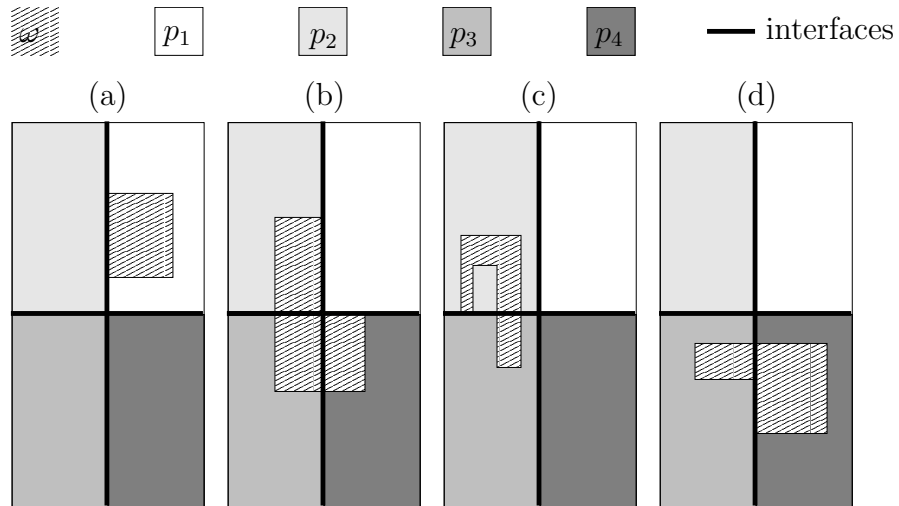 ω p₁ p₂ p₃ p₄ interfaces
(a) (b) (c) (d)